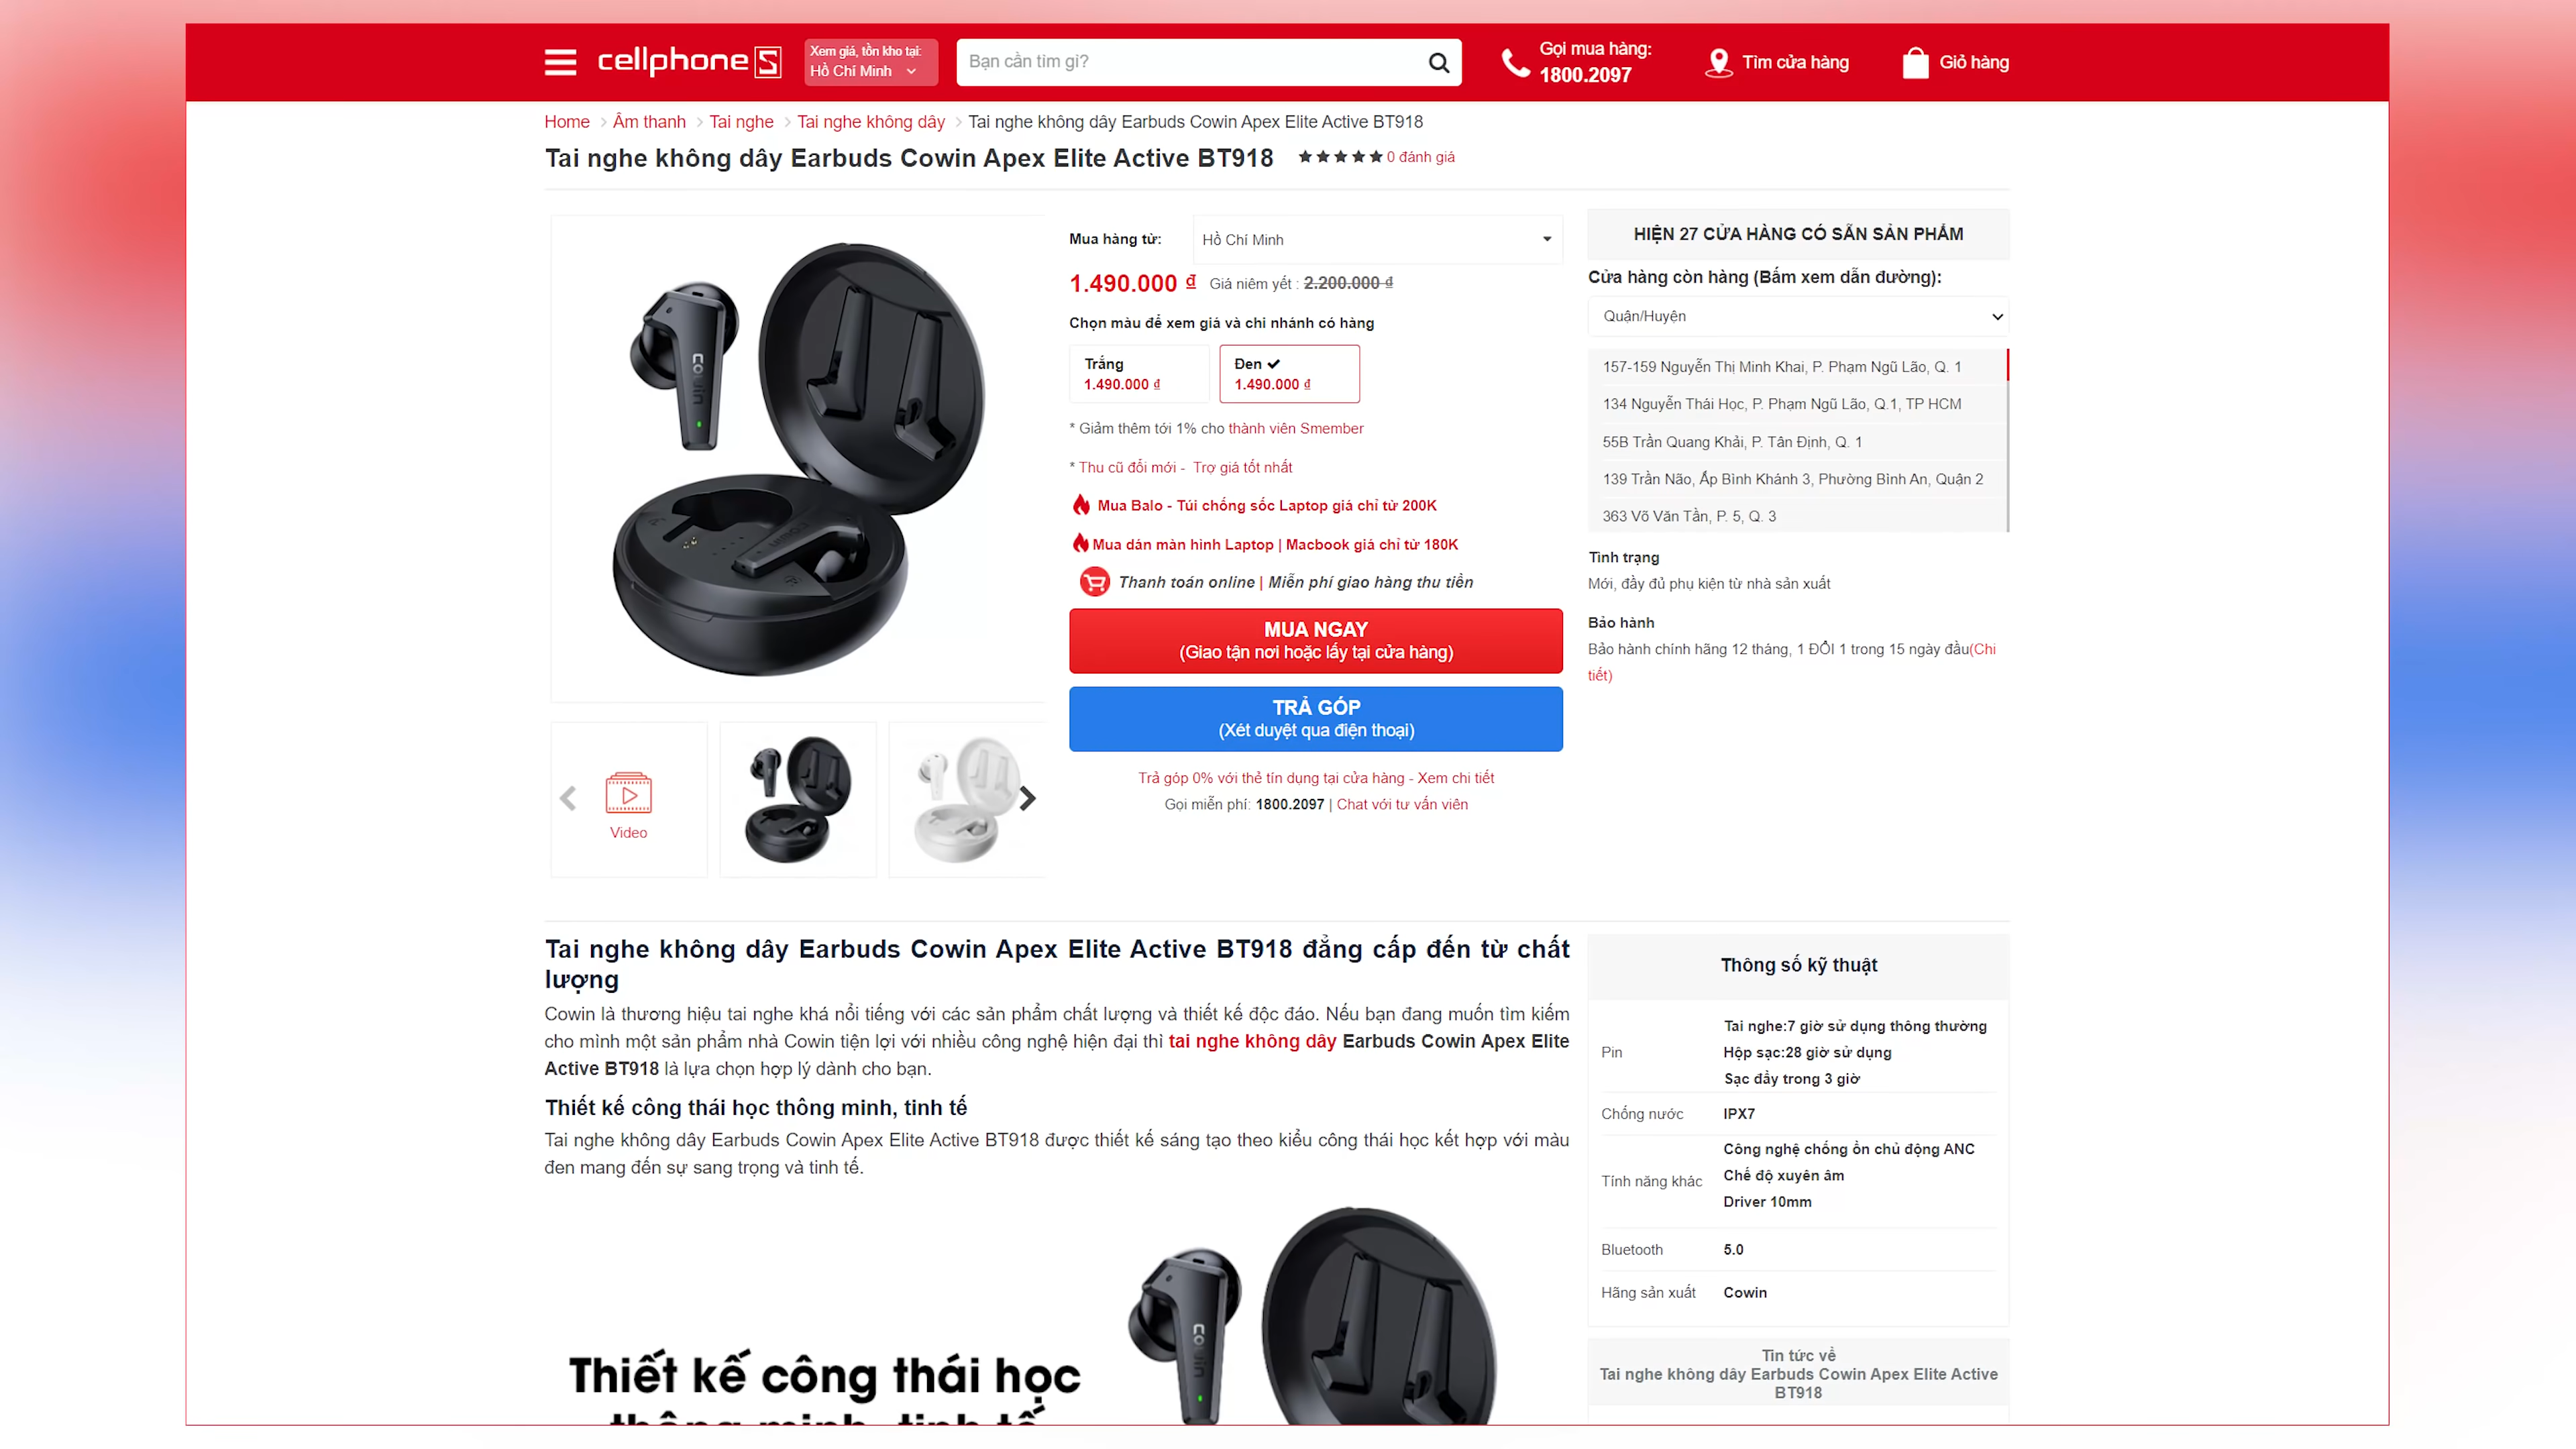 cellphoneS
Xem giá, tồn kho tại:
Hồ Chí Minh
Bạn cần tìm gì?
Gọi mua hàng:
1800.2097
Tìm cửa hàng
Giỏ hàng
Home > Âm thanh > Tai nghe > Tai nghe không dây > Tai nghe không dây Earbuds Cowin Apex Elite Active BT918
Tai nghe không dây Earbuds Cowin Apex Elite Active BT918 ★★★★★ 0 đánh giá
cowin
cowin
Video
Mua hàng từ: Hồ Chí Minh
1.490.000 ₫ Giá niêm yết : 2.200.000 ₫
Chọn màu để xem giá và chi nhánh có hàng
Trắng
1.490.000 ₫
Đen ✔
1.490.000 ₫
* Giảm thêm tới 1% cho thành viên Smember
* Thu cũ đổi mới - Trợ giá tốt nhất
Mua Balo - Túi chống sốc Laptop giá chỉ từ 200K
Mua dán màn hình Laptop | Macbook giá chỉ từ 180K
Thanh toán online | Miễn phí giao hàng thu tiền
MUA NGAY
(Giao tận nơi hoặc lấy tại cửa hàng)
TRẢ GÓP
(Xét duyệt qua điện thoại)
Trả góp 0% với thẻ tín dụng tại cửa hàng - Xem chi tiết
Gọi miễn phí: 1800.2097 | Chat với tư vấn viên
HIỆN 27 CỬA HÀNG CÓ SẴN SẢN PHẨM
Cửa hàng còn hàng (Bấm xem dẫn đường):
Quận/Huyện
157-159 Nguyễn Thị Minh Khai, P. Phạm Ngũ Lão, Q. 1
134 Nguyễn Thái Học, P. Phạm Ngũ Lão, Q.1, TP HCM
55B Trần Quang Khải, P. Tân Định, Q. 1
139 Trần Não, Ấp Bình Khánh 3, Phường Bình An, Quận 2
363 Võ Văn Tần, P. 5, Q. 3
Tình trạng
Mới, đầy đủ phụ kiện từ nhà sản xuất
Bảo hành
Bảo hành chính hãng 12 tháng, 1 ĐỔI 1 trong 15 ngày đầu(Chi
tiết)
Tai nghe không dây Earbuds Cowin Apex Elite Active BT918 đẳng cấp đến từ chất
lượng
Cowin là thương hiệu tai nghe khá nổi tiếng với các sản phẩm chất lượng và thiết kế độc đáo. Nếu bạn đang muốn tìm kiếm
cho mình một sản phẩm nhà Cowin tiện lợi với nhiều công nghệ hiện đại thì tai nghe không dây Earbuds Cowin Apex Elite
Active BT918 là lựa chọn hợp lý dành cho bạn.
Thiết kế công thái học thông minh, tinh tế
Tai nghe không dây Earbuds Cowin Apex Elite Active BT918 được thiết kế sáng tạo theo kiểu công thái học kết hợp với màu
đen mang đến sự sang trọng và tinh tế.
Thiết kế công thái học
thông minh, tinh tế
cowin
Thông số kỹ thuật
Pin
Tai nghe:7 giờ sử dụng thông thường
Hộp sạc:28 giờ sử dụng
Sạc đầy trong 3 giờ
Chống nước IPX7
Tính năng khác
Công nghệ chống ồn chủ động ANC
Chế độ xuyên âm
Driver 10mm
Bluetooth 5.0
Hãng sản xuất Cowin
Tin tức về
Tai nghe không dây Earbuds Cowin Apex Elite Active
BT918